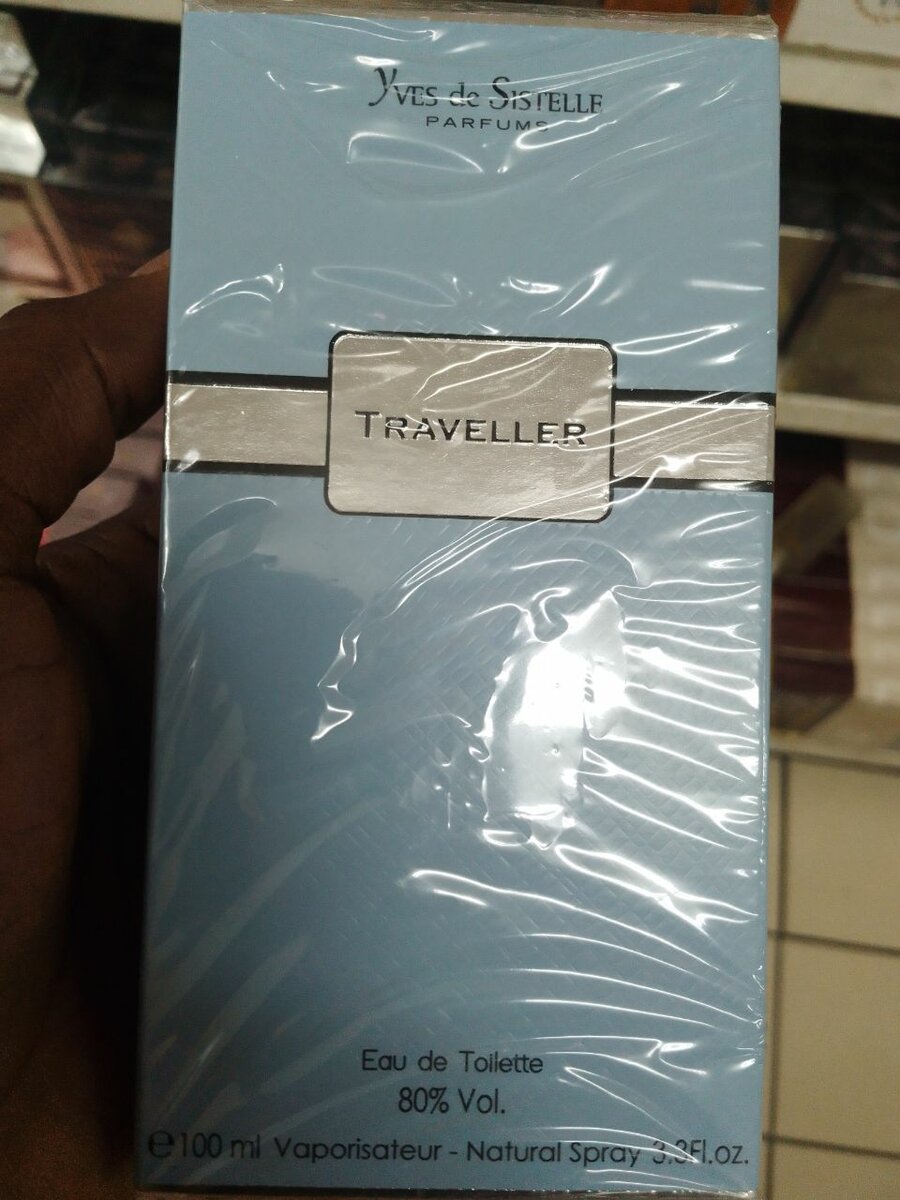 Yves de Sistelle
PARFUMS
TRAVELLER
Eau de Toilette
80% Vol.
℮100 ml Vaporisateur - Natural Spray 3.3Fl.oz.